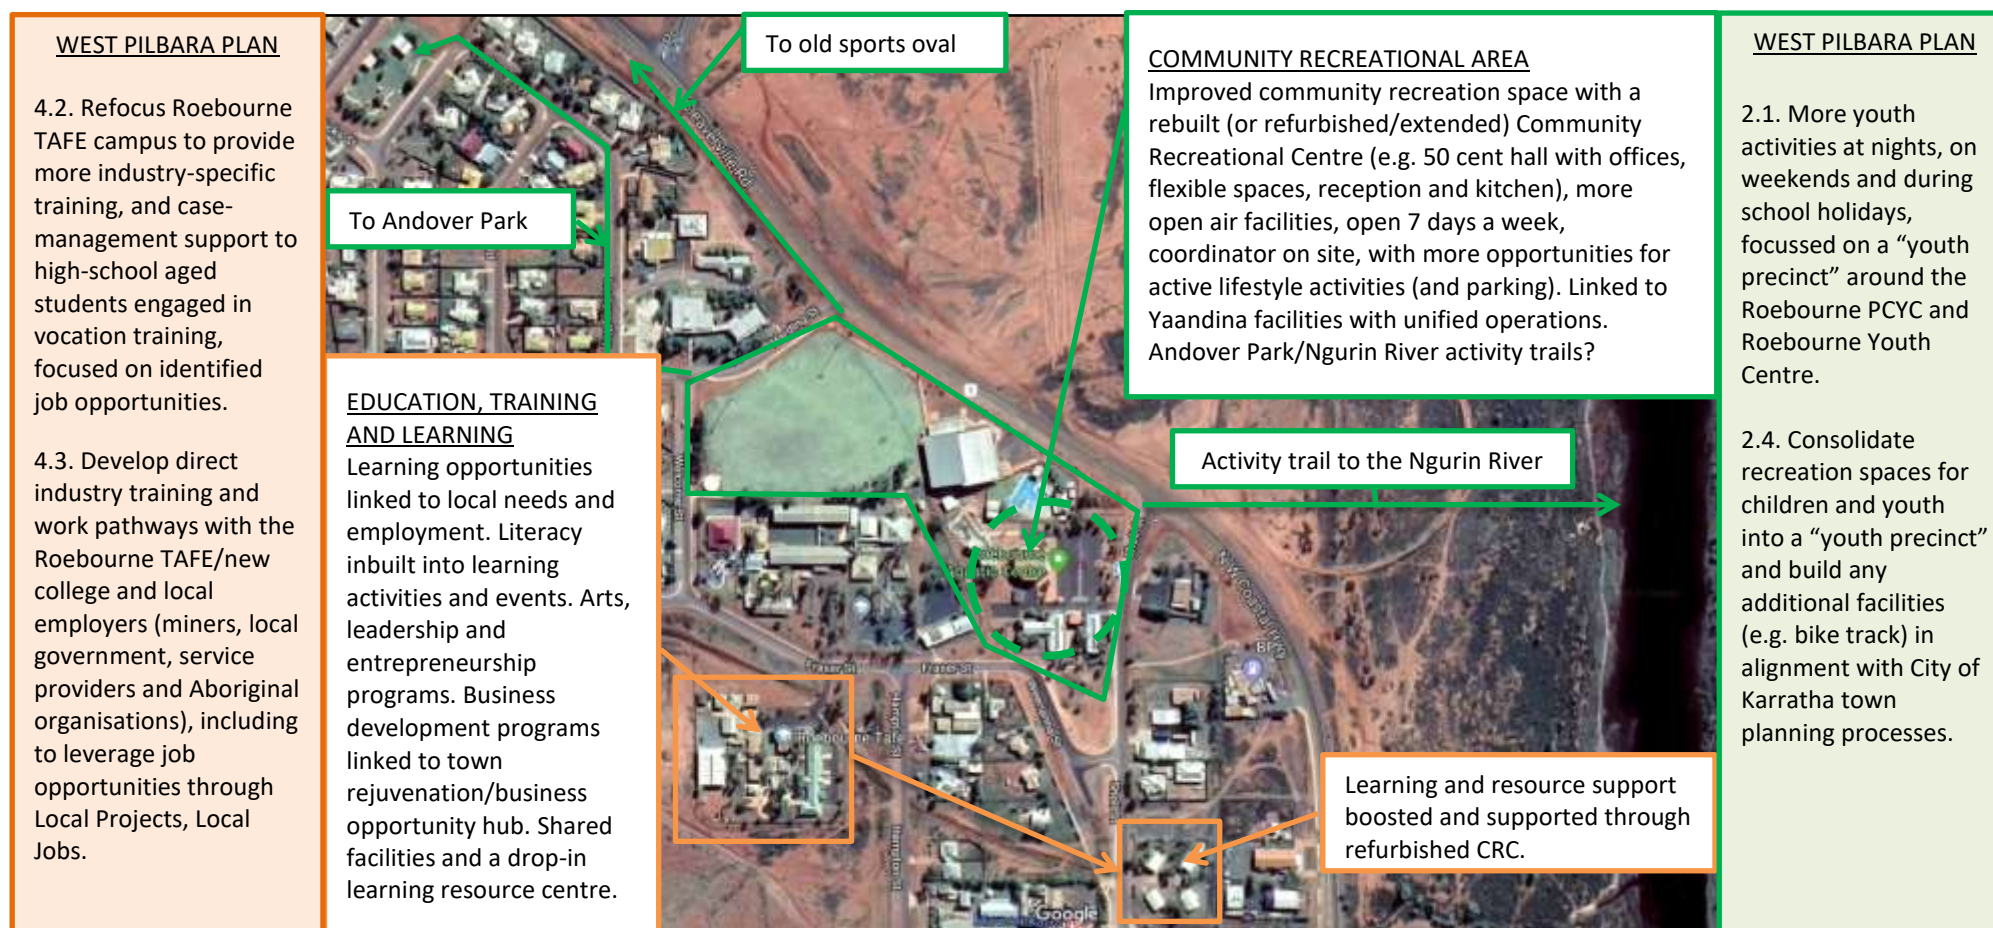 WEST PILBARA PLAN
4.2. Refocus Roebourne
TAFE campus to provide
more industry-specific
training, and case-
management support to
high-school aged
students engaged in
vocation training,
focused on identified
job opportunities.
4.3. Develop direct
industry training and
work pathways with the
Roebourne TAFE/new
college and local
employers (miners, local
government, service
providers and Aboriginal
organisations), including
to leverage job
opportunities through
Local Projects, Local
Jobs.
To old sports oval
To Andover Park
EDUCATION, TRAINING
AND LEARNING
Learning opportunities
linked to local needs and
employment. Literacy
inbuilt into learning
activities and events. Arts,
leadership and
entrepreneurship
programs. Business
development programs
linked to town
rejuvenation/business
opportunity hub. Shared
facilities and a drop-in
learning resource centre.
COMMUNITY RECREATIONAL AREA
Improved community recreation space with a
rebuilt (or refurbished/extended) Community
Recreational Centre (e.g. 50 cent hall with offices,
flexible spaces, reception and kitchen), more
open air facilities, open 7 days a week,
coordinator on site, with more opportunities for
active lifestyle activities (and parking). Linked to
Yaandina facilities with unified operations.
Andover Park/Ngurin River activity trails?
Activity trail to the Ngurin River
Fraser St
Fraser St
BP
Hampton St
Google
Learning and resource support
boosted and supported through
refurbished CRC.
WEST PILBARA PLAN
2.1. More youth
activities at nights, on
weekends and during
school holidays,
focussed on a “youth
precinct” around the
Roebourne PCYC and
Roebourne Youth
Centre.
2.4. Consolidate
recreation spaces for
children and youth
into a “youth precinct”
and build any
additional facilities
(e.g. bike track) in
alignment with City of
Karratha town
planning processes.